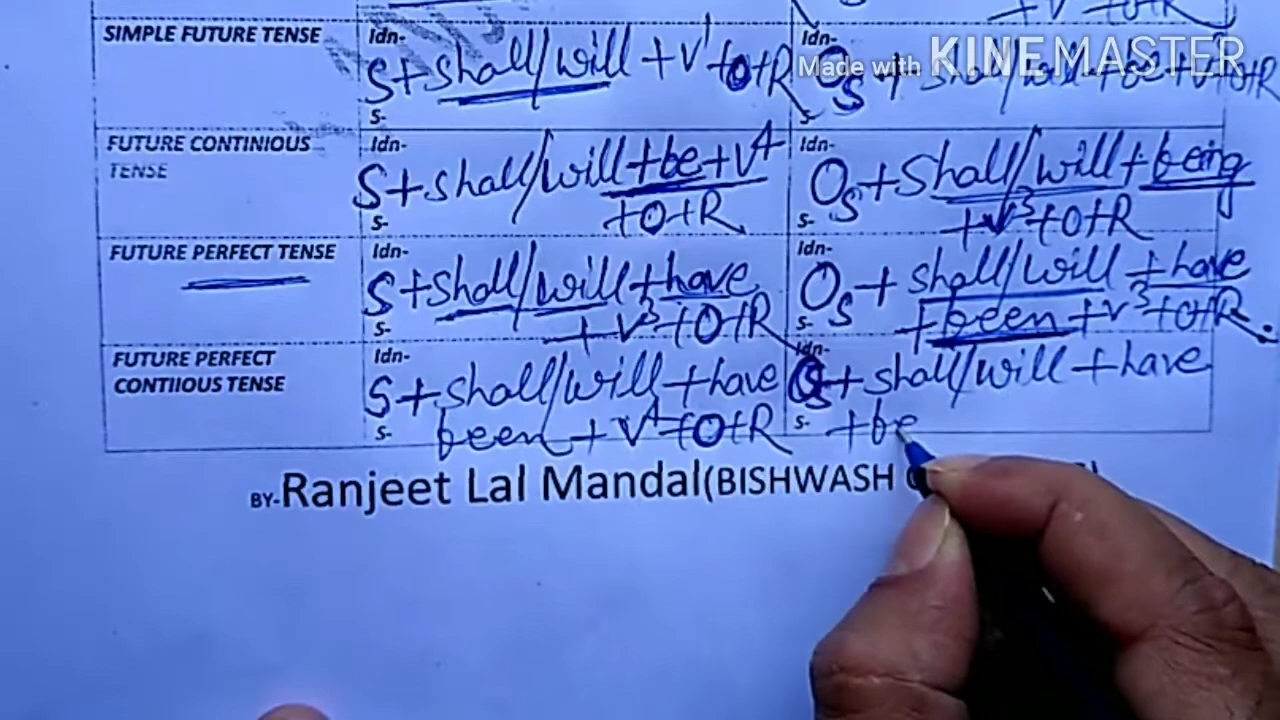 +V³+O+R
SIMPLE FUTURE TENSE
Idn-
S+shall/will+V¹+O+R
S-
Idn-
Os+shall/will+be+V³+O+R
S-
Made with KINEMASTER
FUTURE CONTINIOUS
TENSE
Idn-
S+shall/will+be+V⁴
+O+R
S-
Idn-
Os+Shall/will+being
+V³+O+R
S-
FUTURE PERFECT TENSE
Idn-
S+shall/will+have
+V³+O+R
S-
Idn-
Os+shall/will+have
+been+V³+O+R.
S-
FUTURE PERFECT
CONTIIOUS TENSE
Idn-
S+shall/will+have
been+V⁴+O+R
S-
Idn-
Os+shall/will+have
+be
S-
BY-Ranjeet Lal Mandal(BISHWASH